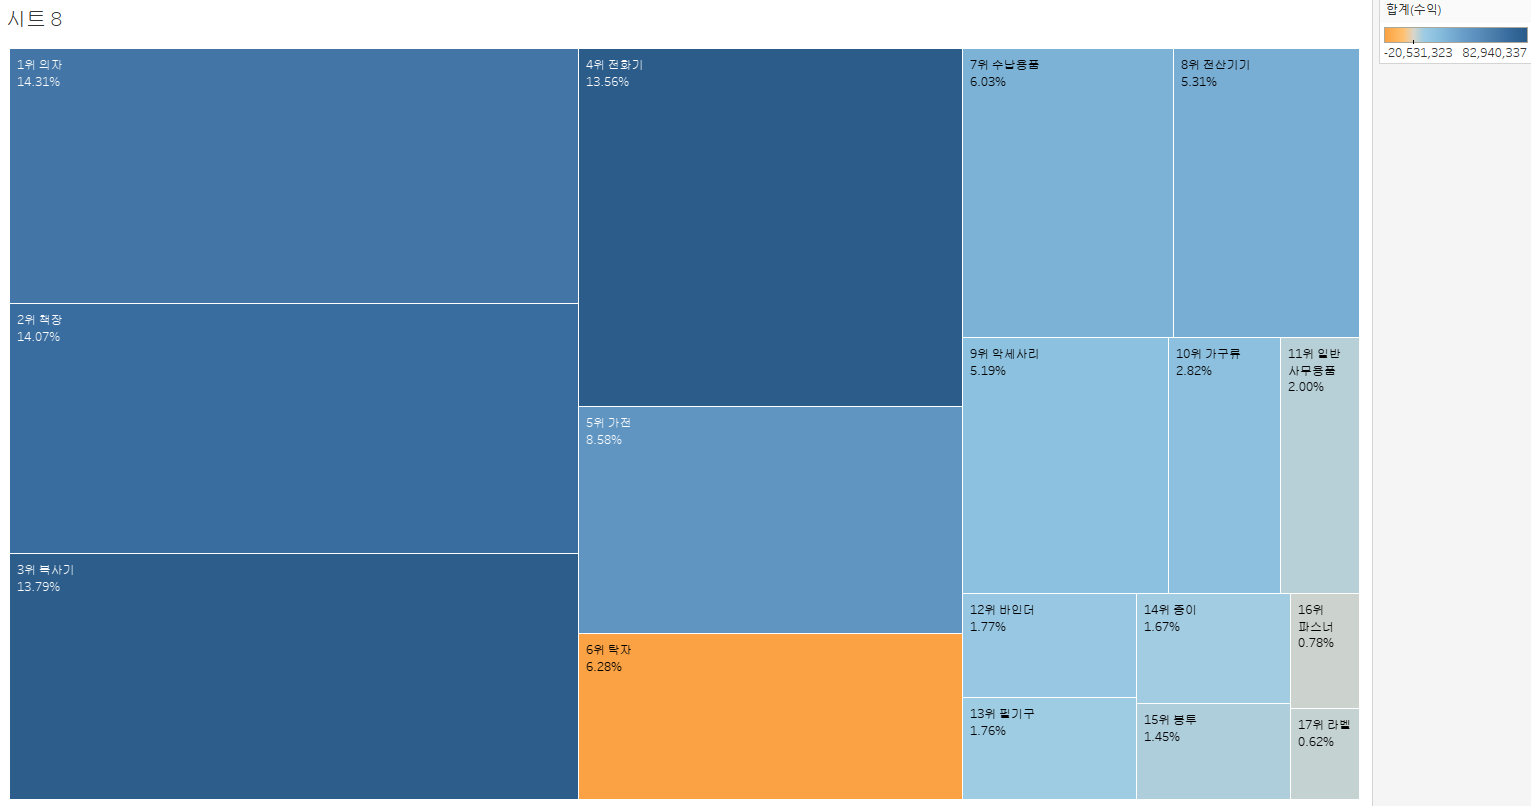 시트 8
합계(수익)
-20,531,323 82,940,337
1위 의자
14.31%
2위 책장
14.07%
3위 복사기
13.79%
4위 전화기
13.56%
5위 가전
8.58%
6위 탁자
6.28%
7위 수납용품
6.03%
8위 전산기기
5.31%
9위 악세사리
5.19%
10위 가구류
2.82%
11위 일반
사무용품
2.00%
12위 바인더
1.77%
13위 필기구
1.76%
14위 종이
1.67%
15위 봉투
1.45%
16위
파스너
0.78%
17위 라벨
0.62%